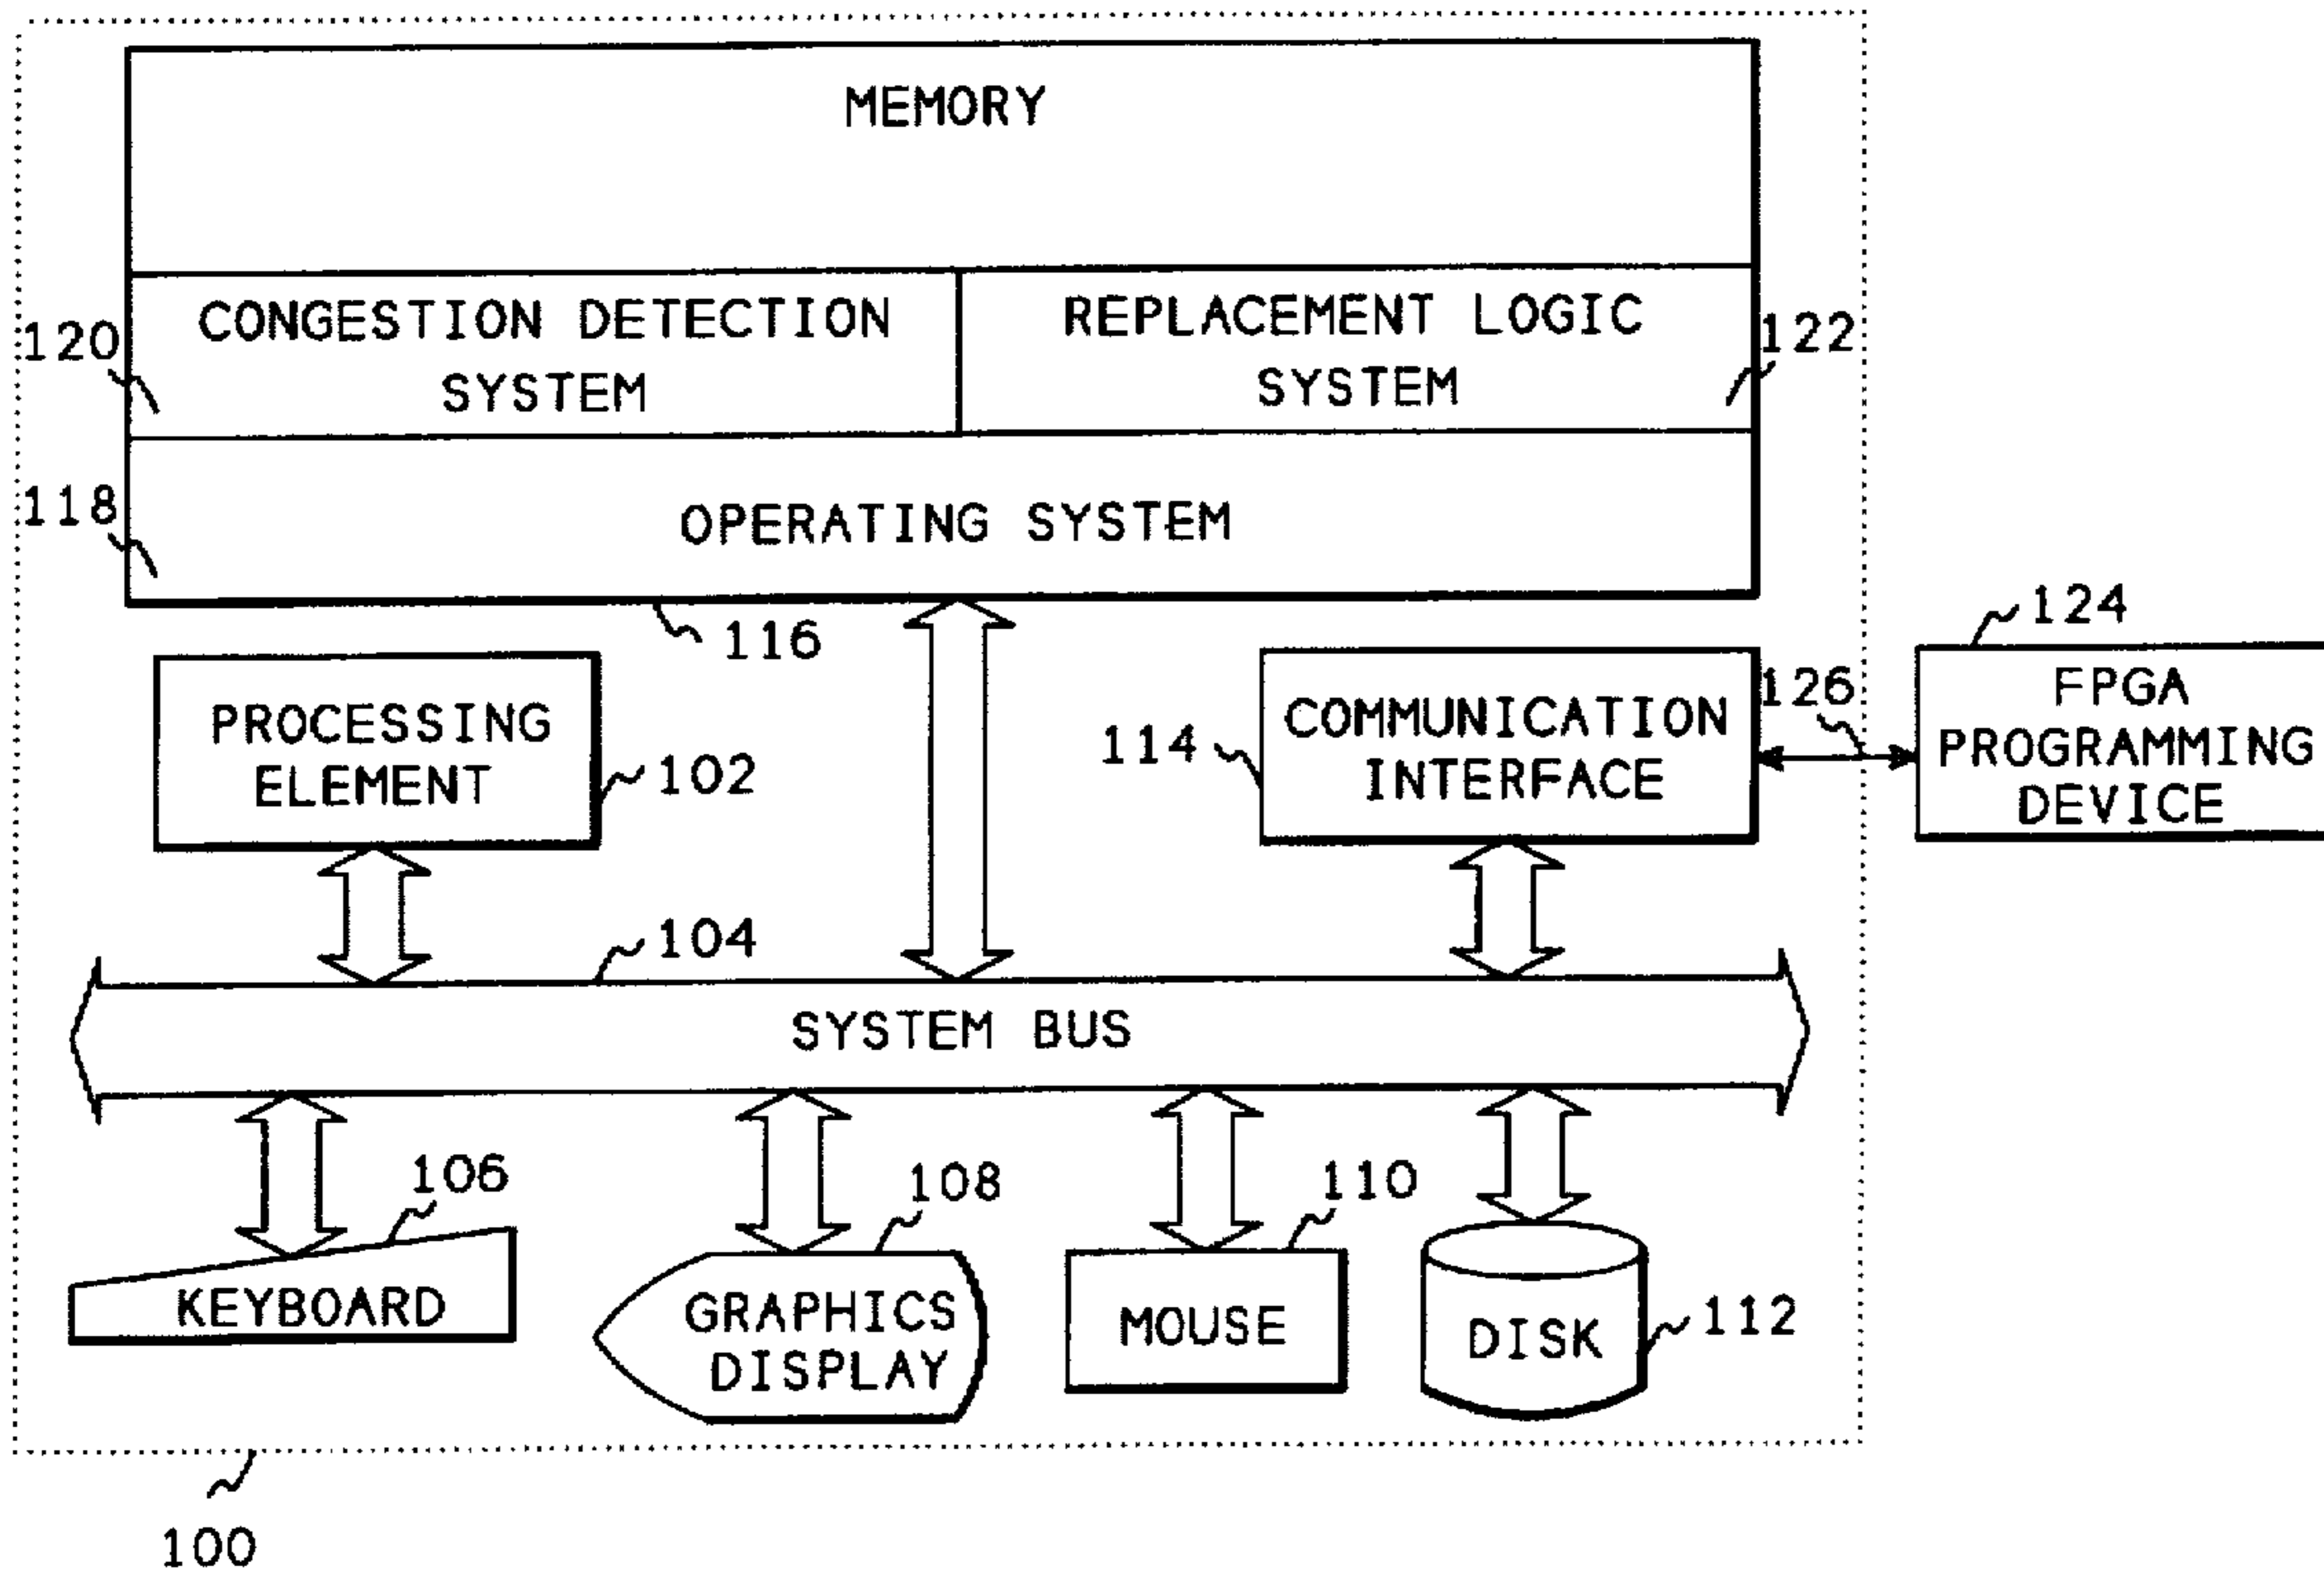 MEMORY
CONGESTION DETECTION
SYSTEM
REPLACEMENT LOGIC
SYSTEM
120
122
118
OPERATING SYSTEM
116
124
PROCESSING
ELEMENT
102
114
COMMUNICATION
INTERFACE
126
FPGA
PROGRAMMING
DEVICE
104
SYSTEM BUS
106
108
110
KEYBOARD
GRAPHICS
DISPLAY
MOUSE
DISK
112
100